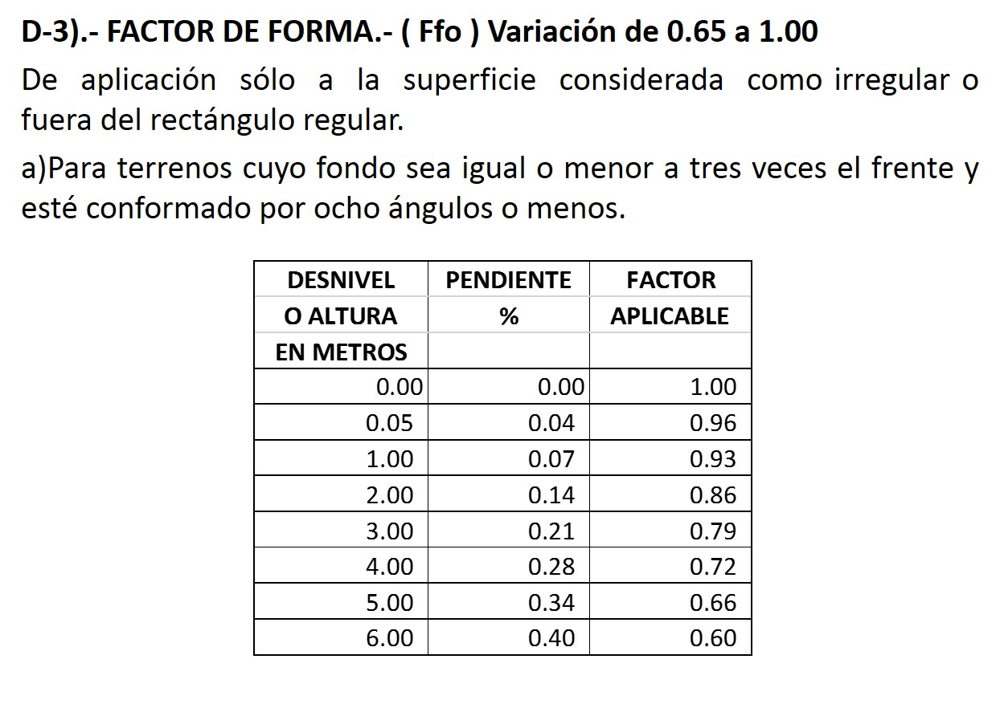 D-3).- FACTOR DE FORMA.- ( Ffo ) Variación de 0.65 a 1.00
De aplicación sólo a la superficie considerada como irregular o
fuera del rectángulo regular.
a)Para terrenos cuyo fondo sea igual o menor a tres veces el frente y
esté conformado por ocho ángulos o menos.
DESNIVEL PENDIENTE FACTOR
O ALTURA % APLICABLE
EN METROS
0.00 0.00 1.00
0.05 0.04 0.96
1.00 0.07 0.93
2.00 0.14 0.86
3.00 0.21 0.79
4.00 0.28 0.72
5.00 0.34 0.66
6.00 0.40 0.60